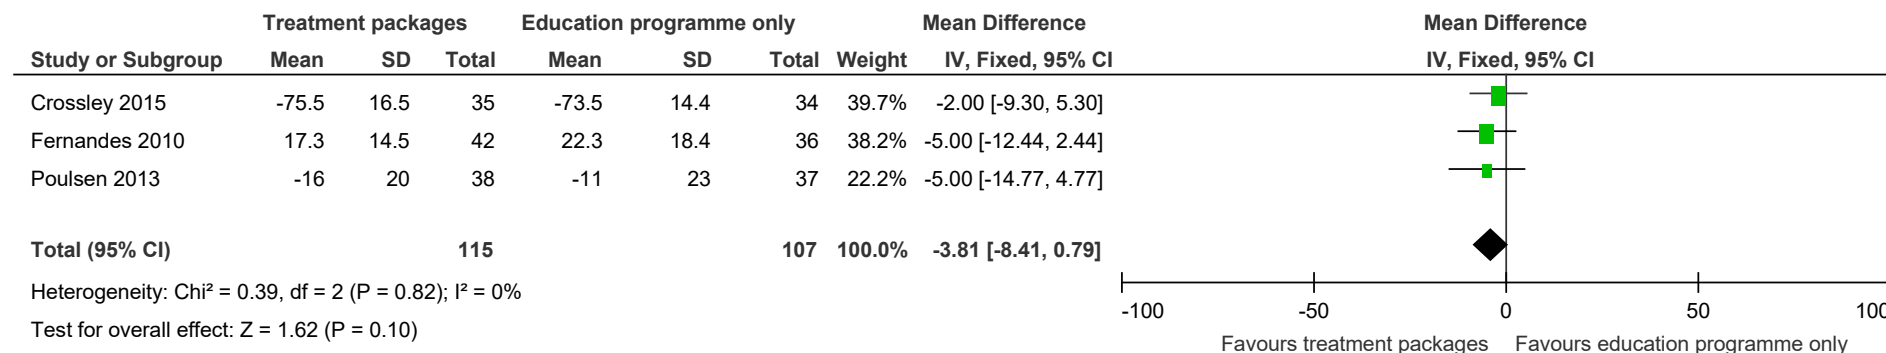 Treatment packages Education programme only Mean Difference Mean Difference
Study or Subgroup Mean SD Total Mean SD Total Weight IV, Fixed, 95% CI IV, Fixed, 95% CI
Crossley 2015 -75.5 16.5 35 -73.5 14.4 34 39.7% -2.00 [-9.30, 5.30]
Fernandes 2010 17.3 14.5 42 22.3 18.4 36 38.2% -5.00 [-12.44, 2.44]
Poulsen 2013 -16 20 38 -11 23 37 22.2% -5.00 [-14.77, 4.77]
Total (95% CI) 115 107 100.0% -3.81 [-8.41, 0.79]
Heterogeneity: Chi² = 0.39, df = 2 (P = 0.82); I² = 0%
Test for overall effect: Z = 1.62 (P = 0.10)
-100 -50 0 50 100
Favours treatment packages Favours education programme only